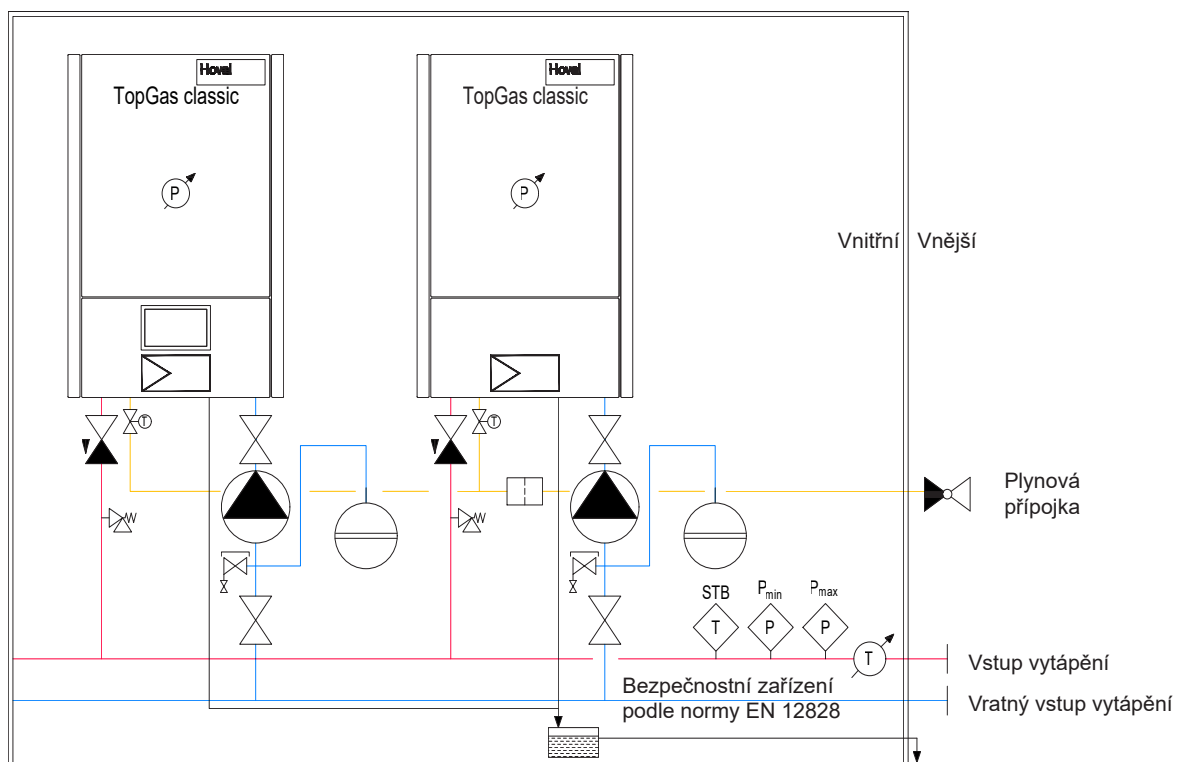 Hoval
TopGas classic
P
Hoval
TopGas classic
P
Vnitřní
Vnější
T
T
Plynová
přípojka
STB
T
Pmin
P
Pmax
P
T
Vstup vytápění
Bezpečnostní zařízení
podle normy EN 12828
Vratný vstup vytápění